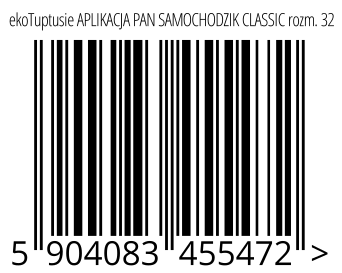 ekoTuptusie APLIKACJA PAN SAMOCHODZIK CLASSIC rozm. 32
5 904083 455472 >